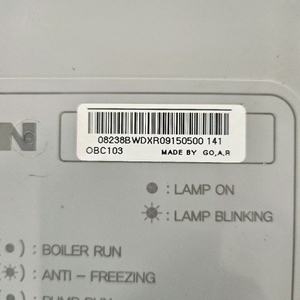 N
08238BWDXR09150500 141
OBC103 MADE BY GO,A.R
: LAMP ON
: LAMP BLINKING
(●) : BOILER RUN
(☀) : ANTI - FREEZING